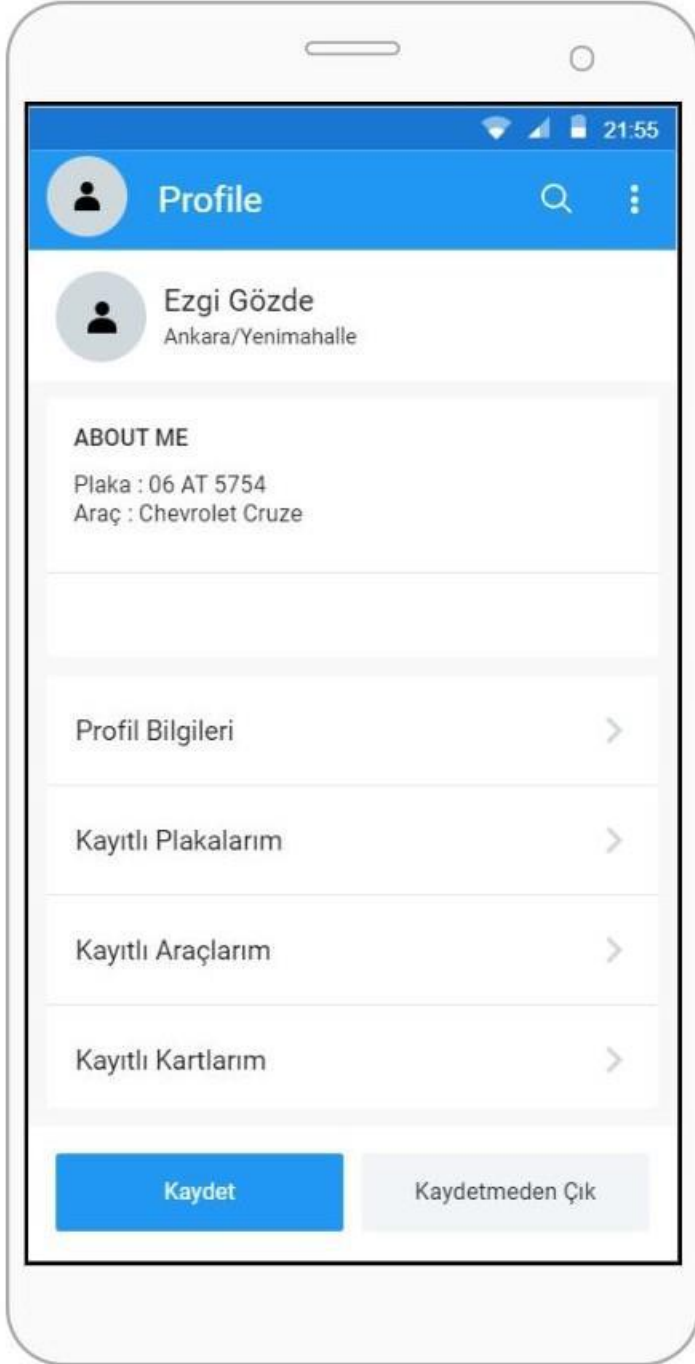 21:55
Profile
Ezgi Gözde
Ankara/Yenimahalle
ABOUT ME
Plaka : 06 AT 5754
Araç : Chevrolet Cruze
Profil Bilgileri
Kayıtlı Plakalarım
Kayıtlı Araçlarım
Kayıtlı Kartlarım
Kaydet
Kaydetmeden Çık